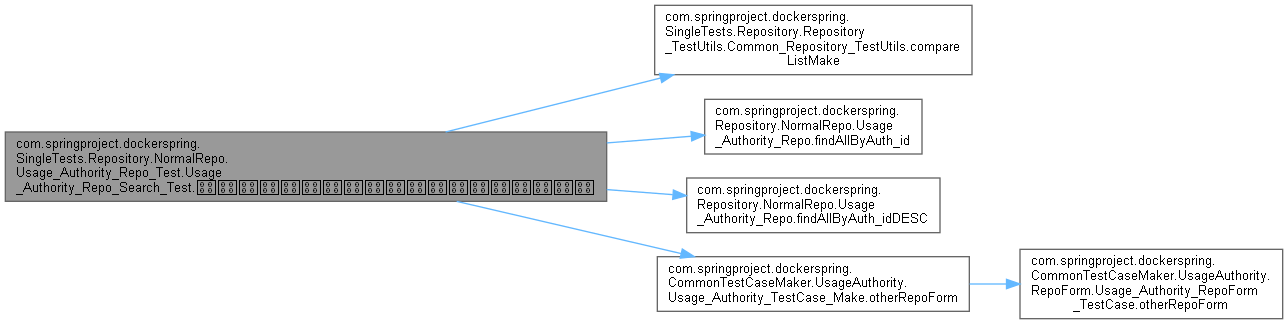 com.springproject.dockerspring.
SingleTests.Repository.Repository
_TestUtils.Common_Repository_TestUtils.compare
ListMake
com.springproject.dockerspring.
Repository.NormalRepo.Usage
_Authority_Repo.findAllByAuth_id
com.springproject.dockerspring.
SingleTests.Repository.NormalRepo.
Usage_Authority_Repo_Test.Usage
_Authority_Repo_Search_Test.
com.springproject.dockerspring.
Repository.NormalRepo.Usage
_Authority_Repo.findAllByAuth_idDESC
com.springproject.dockerspring.
CommonTestCaseMaker.UsageAuthority.
Usage_Authority_TestCase_Make.otherRepoForm
com.springproject.dockerspring.
CommonTestCaseMaker.UsageAuthority.
RepoForm.Usage_Authority_RepoForm
_TestCase.otherRepoForm